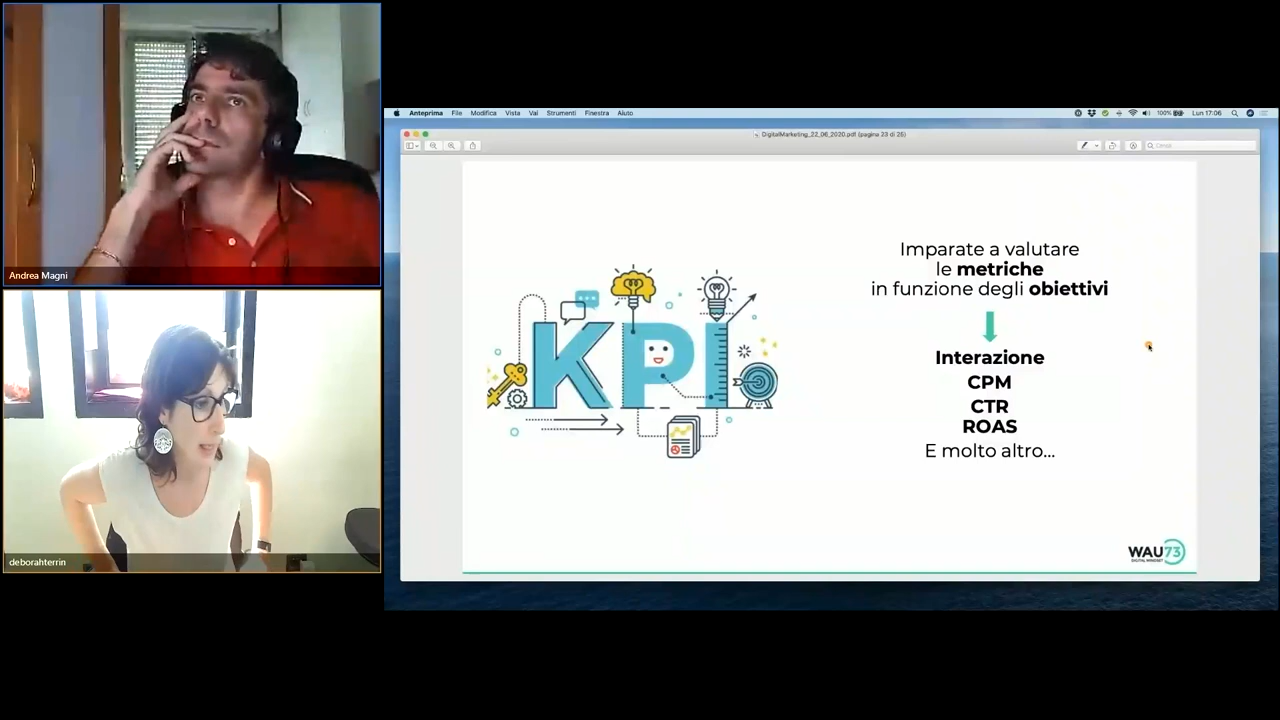 Andrea Magni
deborahterrin
Anteprima File Modifica Vista Vai Strumenti Finestra Aiuto
100% Lun 17:06
DigitalMarketing_22_06_2020.pdf (pagina 23 di 26)
Cerca
KPI
Imparate a valutare
le metriche
in funzione degli obiettivi
Interazione
CPM
CTR
ROAS
E molto altro...
WAU73
DIGITAL MINDSET